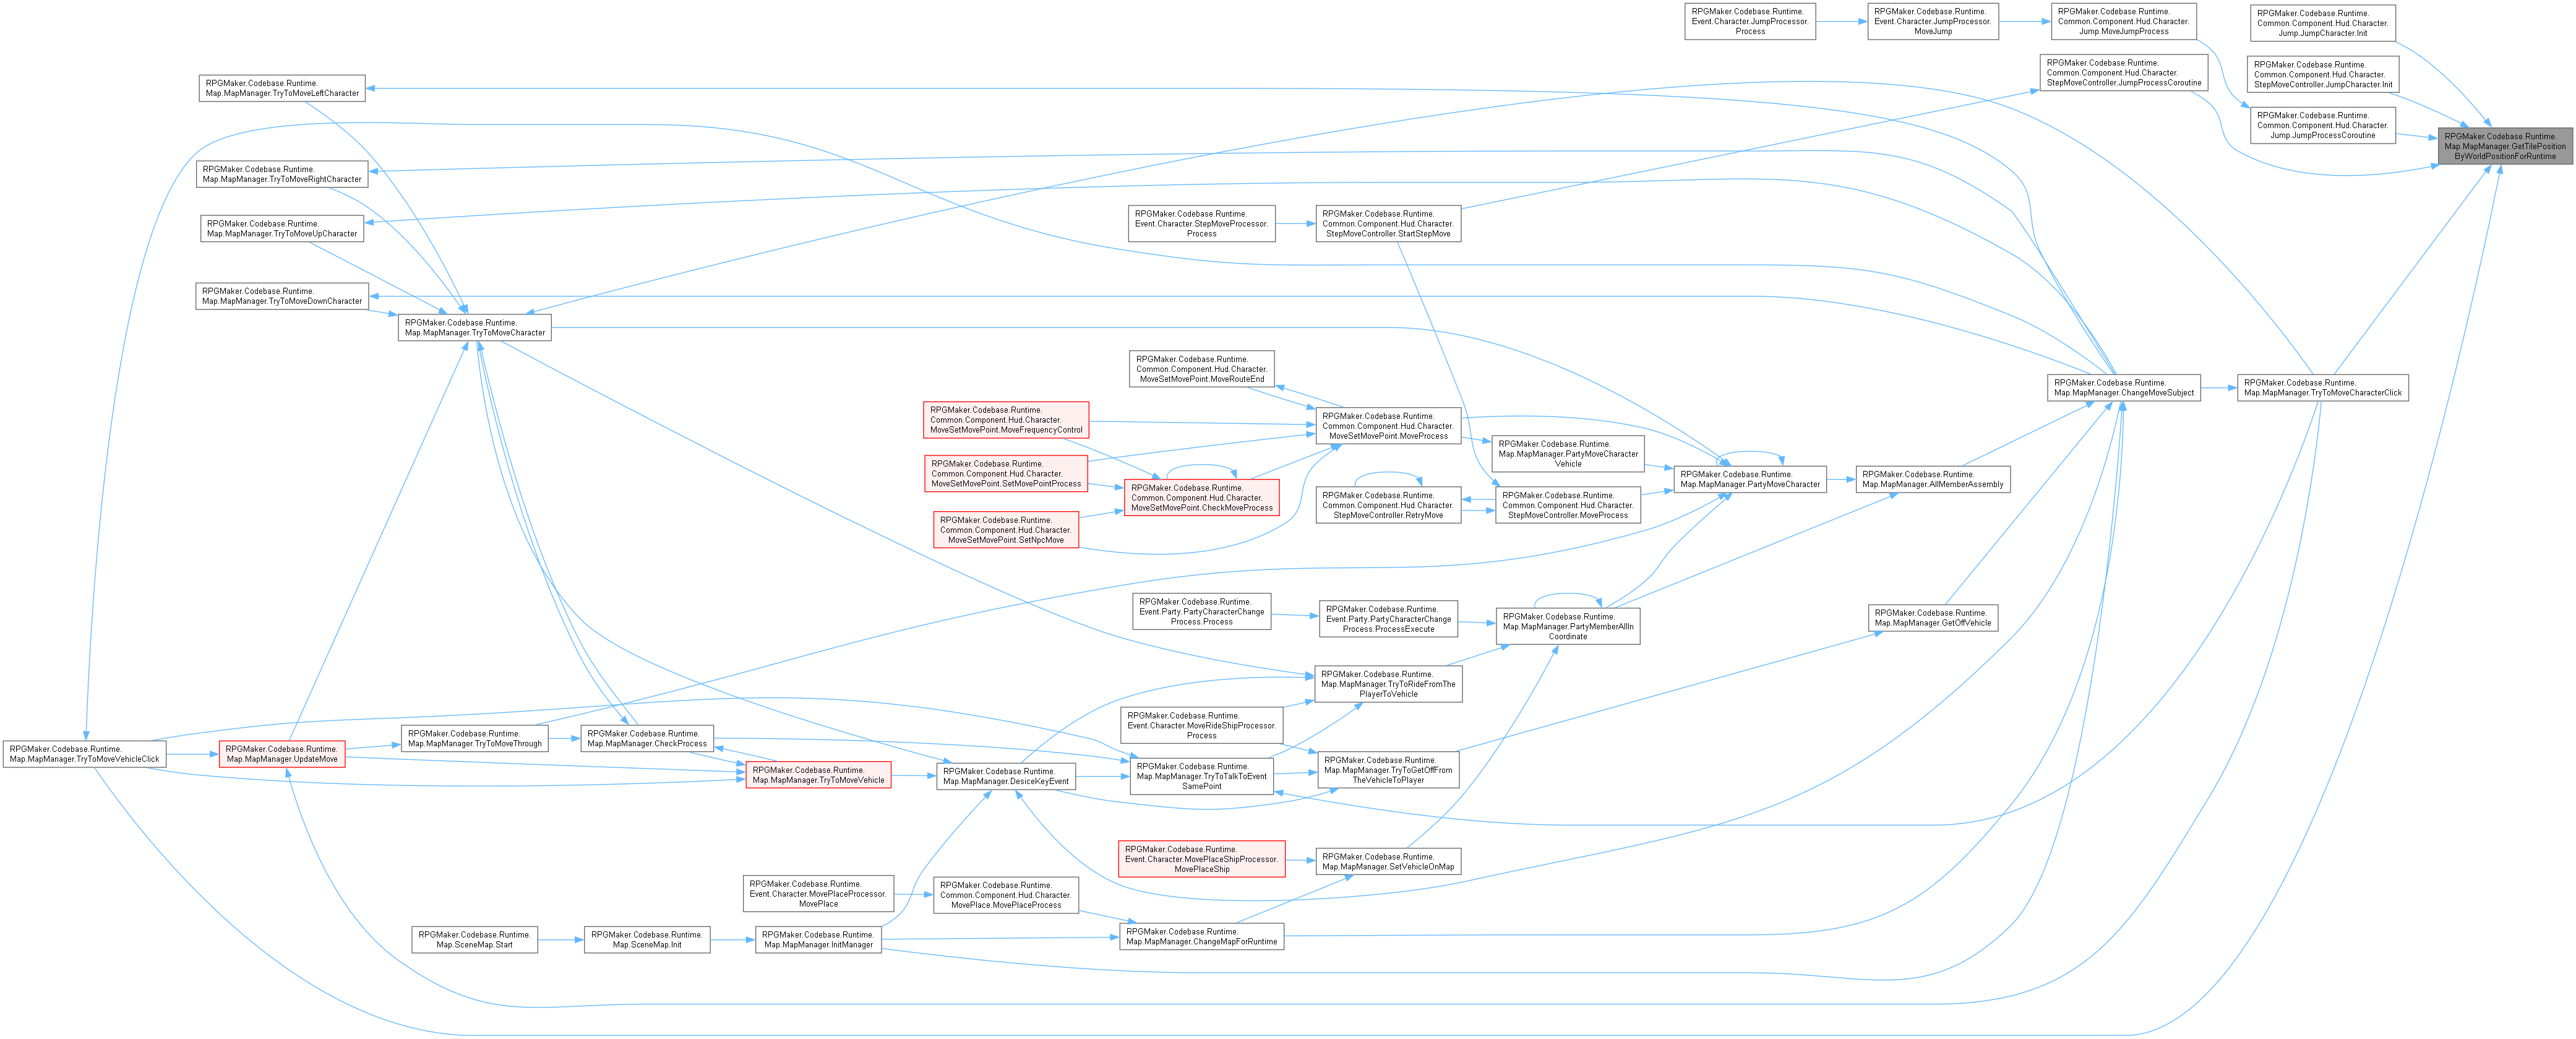 RPGMaker.Codebase.Runtime.
Event.Character.JumpProcessor.
Process
RPGMaker.Codebase.Runtime.
Event.Character.JumpProcessor.
MoveJump
RPGMaker.Codebase.Runtime.
Common.Component.Hud.Character.
Jump.MoveJumpProcess
RPGMaker.Codebase.Runtime.
Common.Component.Hud.Character.
Jump.JumpCharacter.Init
RPGMaker.Codebase.Runtime.
Common.Component.Hud.Character.
StepMoveController.JumpProcessCoroutine
RPGMaker.Codebase.Runtime.
Common.Component.Hud.Character.
StepMoveController.JumpCharacter.Init
RPGMaker.Codebase.Runtime.
Map.MapManager.TryToMoveLeftCharacter
RPGMaker.Codebase.Runtime.
Common.Component.Hud.Character.
Jump.JumpProcessCoroutine
RPGMaker.Codebase.Runtime.
Map.MapManager.GetTilePosition
ByWorldPositionForRuntime
RPGMaker.Codebase.Runtime.
Map.MapManager.TryToMoveRightCharacter
RPGMaker.Codebase.Runtime.
Map.MapManager.TryToMoveUpCharacter
RPGMaker.Codebase.Runtime.
Event.Character.StepMoveProcessor.
Process
RPGMaker.Codebase.Runtime.
Common.Component.Hud.Character.
StepMoveController.StartStepMove
RPGMaker.Codebase.Runtime.
Map.MapManager.TryToMoveDownCharacter
RPGMaker.Codebase.Runtime.
Map.MapManager.TryToMoveCharacter
RPGMaker.Codebase.Runtime.
Common.Component.Hud.Character.
MoveSetMovePoint.MoveRouteEnd
RPGMaker.Codebase.Runtime.
Map.MapManager.ChangeMoveSubject
RPGMaker.Codebase.Runtime.
Map.MapManager.TryToMoveCharacterClick
RPGMaker.Codebase.Runtime.
Common.Component.Hud.Character.
MoveSetMovePoint.MoveFrequencyControl
RPGMaker.Codebase.Runtime.
Common.Component.Hud.Character.
MoveSetMovePoint.MoveProcess
RPGMaker.Codebase.Runtime.
Map.MapManager.PartyMoveCharacter
Vehicle
RPGMaker.Codebase.Runtime.
Common.Component.Hud.Character.
MoveSetMovePoint.SetMovePointProcess
RPGMaker.Codebase.Runtime.
Common.Component.Hud.Character.
MoveSetMovePoint.CheckMoveProcess
RPGMaker.Codebase.Runtime.
Common.Component.Hud.Character.
StepMoveController.RetryMove
RPGMaker.Codebase.Runtime.
Common.Component.Hud.Character.
StepMoveController.MoveProcess
RPGMaker.Codebase.Runtime.
Map.MapManager.PartyMoveCharacter
RPGMaker.Codebase.Runtime.
Map.MapManager.AllMemberAssembly
RPGMaker.Codebase.Runtime.
Common.Component.Hud.Character.
MoveSetMovePoint.SetNpcMove
RPGMaker.Codebase.Runtime.
Event.Party.PartyCharacterChange
Process.Process
RPGMaker.Codebase.Runtime.
Event.Party.PartyCharacterChange
Process.ProcessExecute
RPGMaker.Codebase.Runtime.
Map.MapManager.PartyMemberAllIn
Coordinate
RPGMaker.Codebase.Runtime.
Map.MapManager.GetOffVehicle
RPGMaker.Codebase.Runtime.
Map.MapManager.TryToRideFromThe
PlayerToVehicle
RPGMaker.Codebase.Runtime.
Event.Character.MoveRideShipProcessor.
Process
RPGMaker.Codebase.Runtime.
Map.MapManager.TryToMoveVehicleClick
RPGMaker.Codebase.Runtime.
Map.MapManager.UpdateMove
RPGMaker.Codebase.Runtime.
Map.MapManager.TryToMoveThrough
RPGMaker.Codebase.Runtime.
Map.MapManager.CheckProcess
RPGMaker.Codebase.Runtime.
Map.MapManager.TryToMoveVehicle
RPGMaker.Codebase.Runtime.
Map.MapManager.DesiceKeyEvent
RPGMaker.Codebase.Runtime.
Map.MapManager.TryToTalkToEvent
SamePoint
RPGMaker.Codebase.Runtime.
Map.MapManager.TryToGetOffFrom
TheVehicleToPlayer
RPGMaker.Codebase.Runtime.
Event.Character.MovePlaceShipProcessor.
MovePlaceShip
RPGMaker.Codebase.Runtime.
Map.MapManager.SetVehicleOnMap
RPGMaker.Codebase.Runtime.
Event.Character.MovePlaceProcessor.
MovePlace
RPGMaker.Codebase.Runtime.
Common.Component.Hud.Character.
MovePlace.MovePlaceProcess
RPGMaker.Codebase.Runtime.
Map.SceneMap.Start
RPGMaker.Codebase.Runtime.
Map.SceneMap.Init
RPGMaker.Codebase.Runtime.
Map.MapManager.InitManager
RPGMaker.Codebase.Runtime.
Map.MapManager.ChangeMapForRuntime